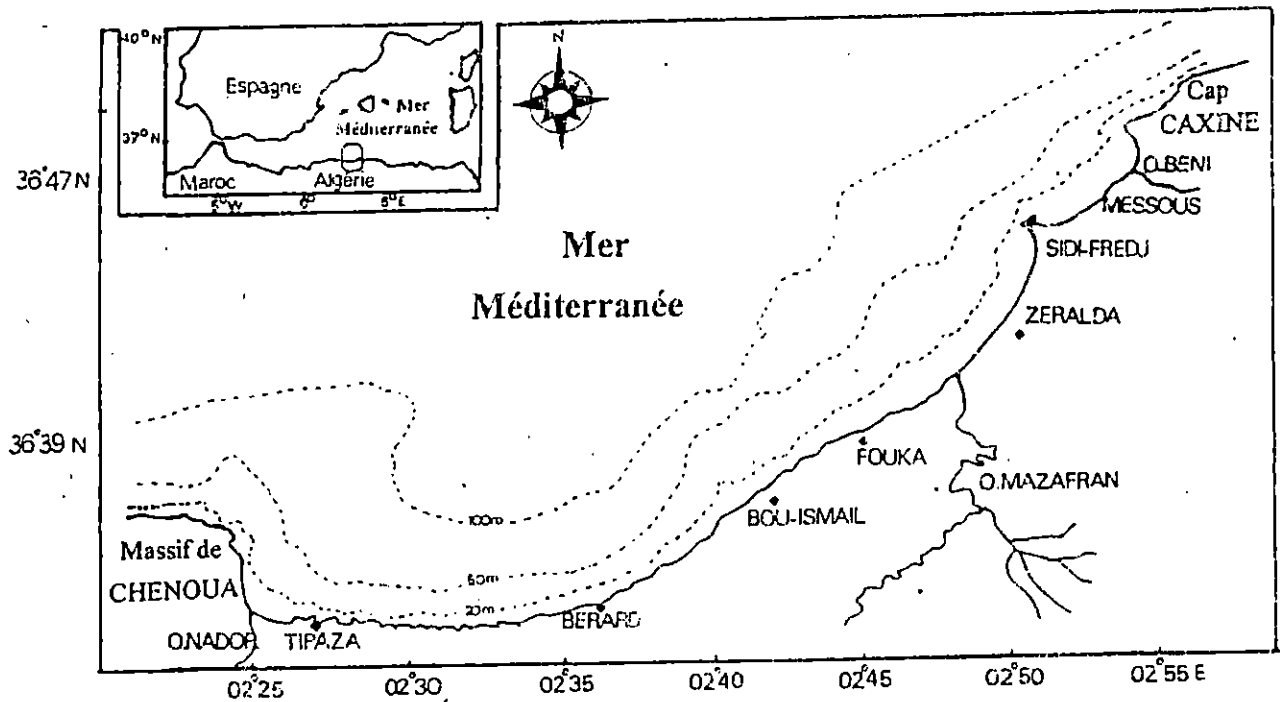 40°N
Espagne
Mer
Méditerranée
37°N
Maroc
Algérie
5°W
0°
5°E
N
Mer
Méditerranée
Cap
CAXINE
O.BENI
MESSOUS
SIDI-FREDJ
ZERALDA
FOUKA
O.MAZAFRAN
BOU-ISMAIL
BERARD
TIPAZA
O.NADOR
Massif de
CHENOUA
100m
50m
20m
36°47 N
36°39 N
02°25
02°30
02°35
02°40
02°45
02°50
02°55 E